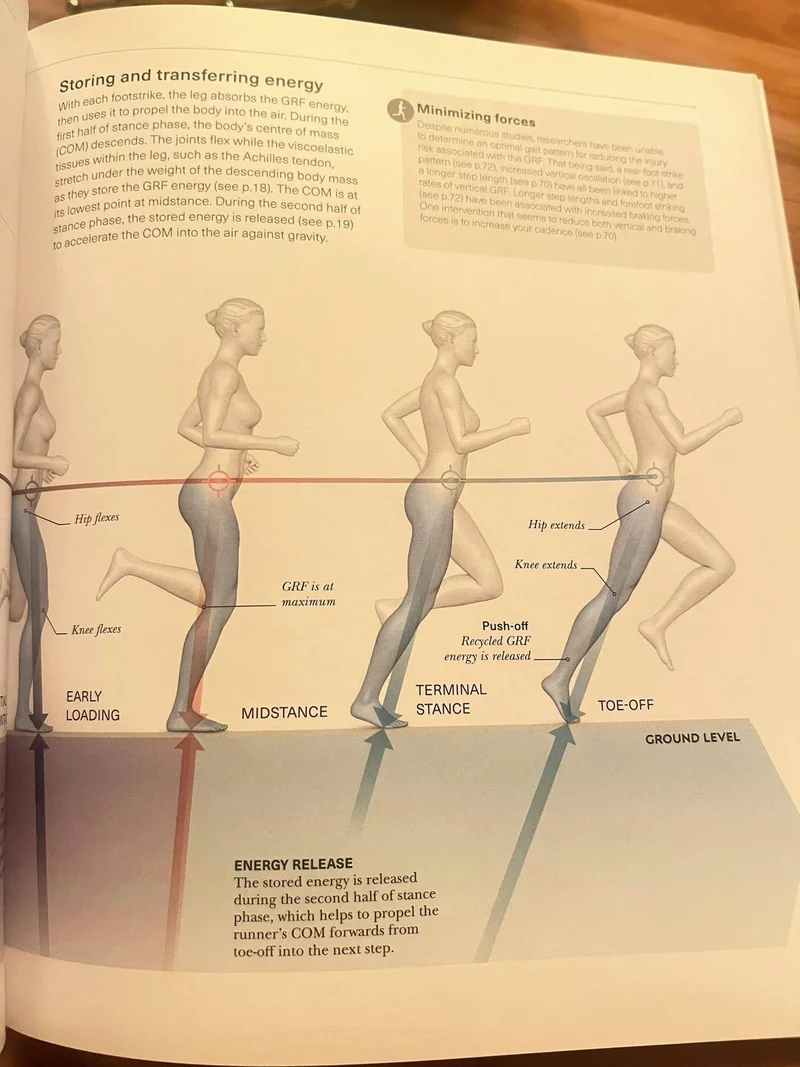 Storing and transferring energy
With each footstrike, the leg absorbs the GRF energy,
then uses it to propel the body into the air. During the
first half of stance phase, the body's centre of mass
(COM) descends. The joints flex while the viscoelastic
tissues within the leg, such as the Achilles tendon,
stretch under the weight of the descending body mass
as they store the GRF energy (see p.18). The COM is at
its lowest point at midstance. During the second half of
stance phase, the stored energy is released (see p.19)
to accelerate the COM into the air against gravity.
Minimizing forces
Despite numerous studies, researchers have been unable
to determine an optimal gait pattern for reducing the injury
risk associated with the GRF. That being said, a rear-foot strike
pattern (see p.72), increased vertical oscillation (see p.71), and
a longer step length (see p.70) have all been linked to higher
rates of vertical GRF. Longer step lengths and forefoot striking
(see p.72) have been associated with increased braking forces.
One intervention that seems to reduce both vertical and braking
forces is to increase your cadence (see p.70).
Hip flexes
Knee flexes
EARLY
LOADING
GRF is at
maximum
MIDSTANCE
TERMINAL
STANCE
Hip extends
Knee extends
Push-off
Recycled GRF
energy is released
TOE-OFF
GROUND LEVEL
ENERGY RELEASE
The stored energy is released
during the second half of stance
phase, which helps to propel the
runner's COM forwards from
toe-off into the next step.